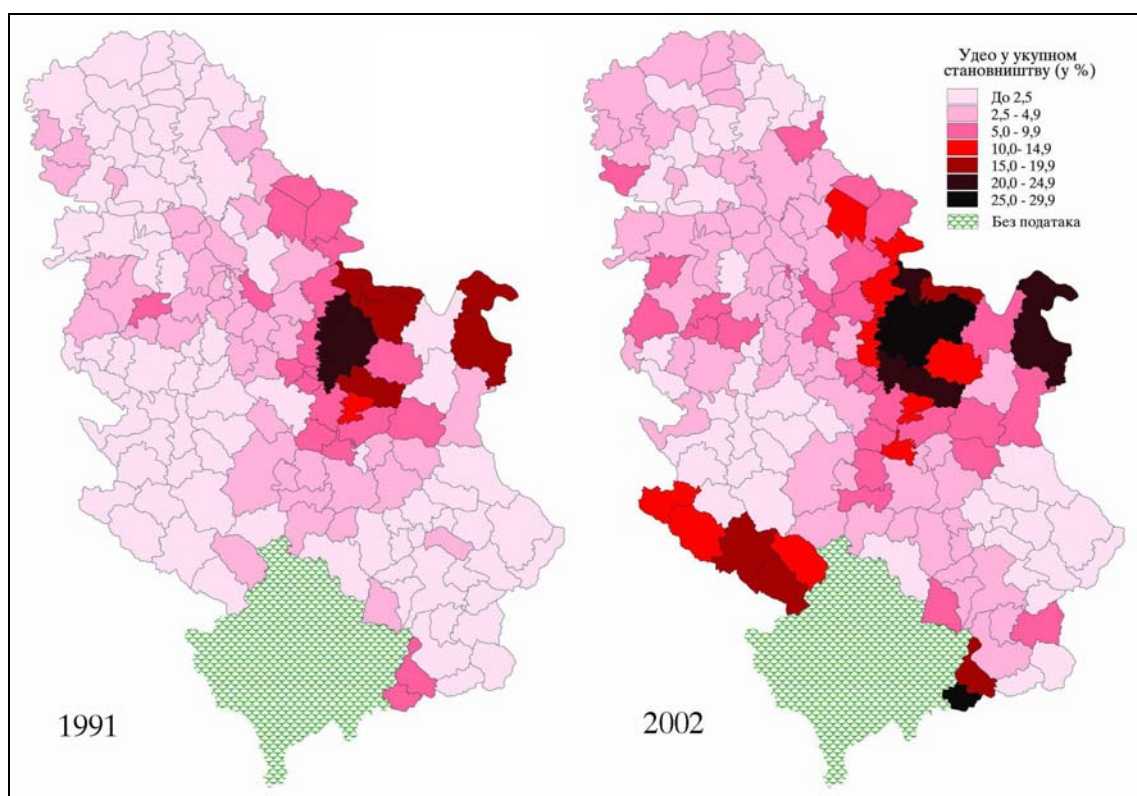 Удео у укупном
становништву (у %)
До 2,5
2,5 - 4,9
5,0 - 9,9
10,0 - 14,9
15,0 - 19,9
20,0 - 24,9
25,0 - 29,9
Без податакa
1991
2002